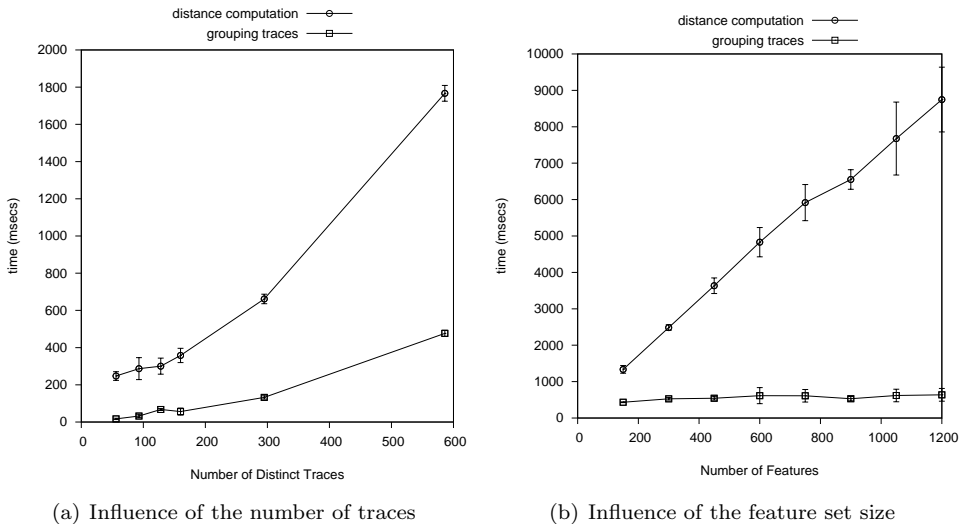 distance computation
grouping traces
2000
1800
1600
1400
1200
1000
800
600
400
200
0
time (msecs)
0 100 200 300 400 500 600
Number of Distinct Traces
(a) Influence of the number of traces
distance computation
grouping traces
10000
9000
8000
7000
6000
5000
4000
3000
2000
1000
0
time (msecs)
0 200 400 600 800 1000 1200
Number of Features
(b) Influence of the feature set size